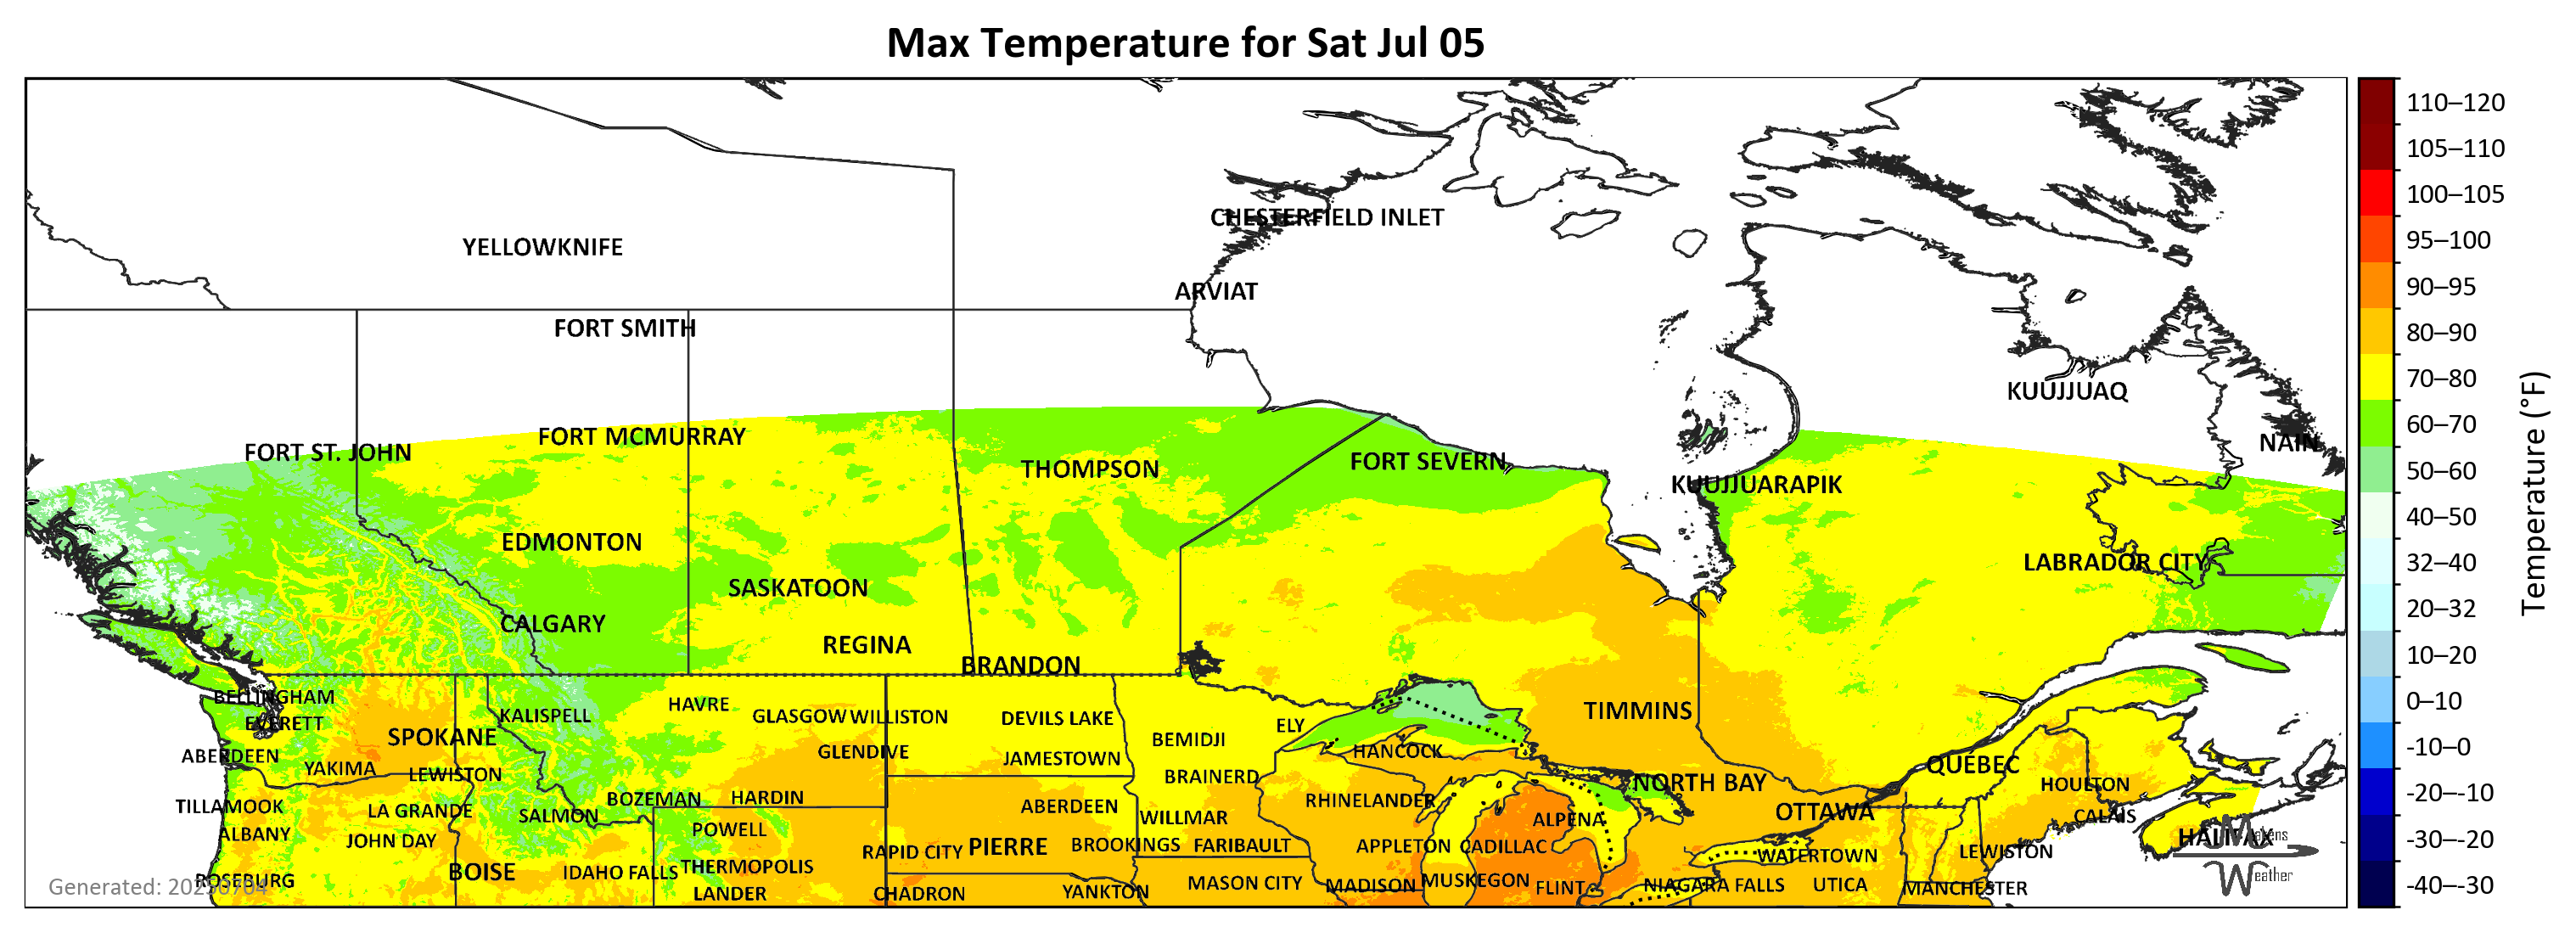 Max Temperature for Sat Jul 05
110–120
105–110
CHESTERFIELD INLET
100–105
YELLOWKNIFE
95–100
ARVIAT
90–95
FORT SMITH
80–90
70–80
KUUJJUAQ
60–70
FORT MCMURRAY
NAIN
FORT ST. JOHN
FORT SEVERN
THOMPSON
50–60
KUUJJUARAPIK
40–50
EDMONTON
LABRADOR CITY
32–40
SASKATOON
20–32
Temperature (°F)
CALGARY
REGINA
10–20
BRANDON
BELLINGHAM
0–10
HAVRE
TIMMINS
KALISPELL
GLASGOW
WILLISTON
DEVILS LAKE
EVERETT
ELY
SPOKANE
BEMIDJI
-10–0
ABERDEEN
GLENDIVE
HANCOCK
JAMESTOWN
QUÉBEC
YAKIMA
LEWISTON
BRAINERD
NORTH BAY
HOULTON
-20–-10
BOZEMAN
HARDIN
RHINELANDER
TILLAMOOK
LA GRANDE
ABERDEEN
OTTAWA
SALMON
WILLMAR
ALPENA
CALAIS
POWELL
ALBANY
Matens
HALIFAX
-30–-20
JOHN DAY
RAPID CITY
PIERRE
BROOKINGS
FARIBAULT
APPLETON
CADILLAC
WATERTOWN
LEWISTON
BOISE
IDAHO FALLS
THERMOPOLIS
Weather
ROSEBURG
Generated: 20250704
MASON CITY
MADISON
MUSKEGON
FLINT
NIAGARA FALLS
UTICA
MANCHESTER
-40–-30
LANDER
CHADRON
YANKTON